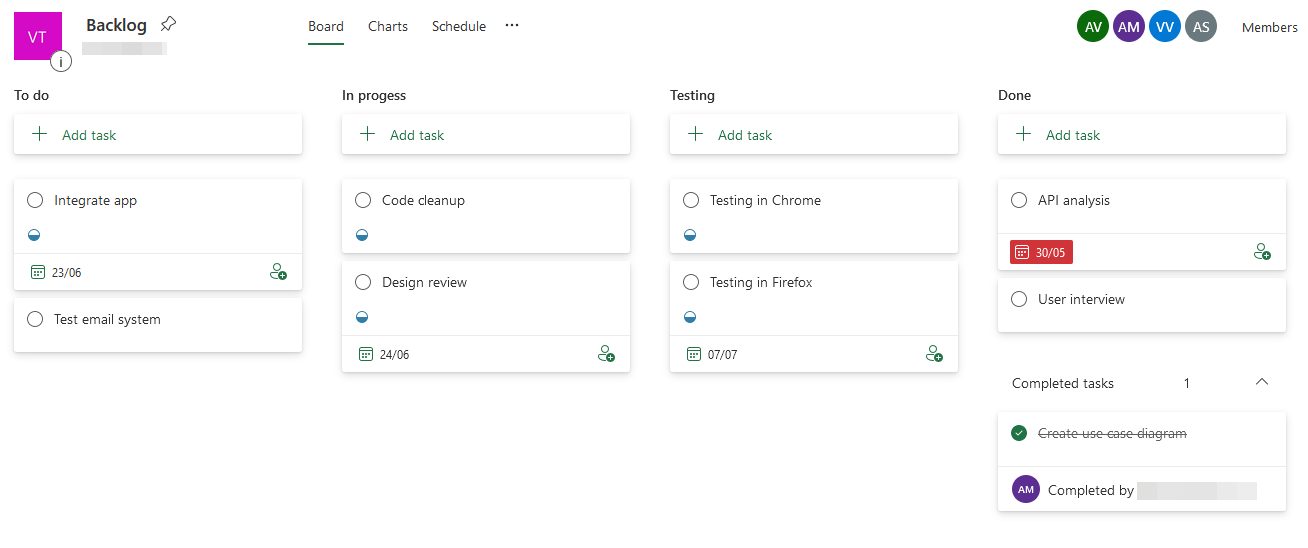 VT
Backlog
i
Board Charts Schedule ...
AV AM VV AS Members
To do
Add task
Integrate app
23/06
Test email system
In progess
Add task
Code cleanup
Design review
24/06
Testing
Add task
Testing in Chrome
Testing in Firefox
07/07
Done
Add task
API analysis
30/05
User interview
Completed tasks 1
Create use case diagram
AM Completed by